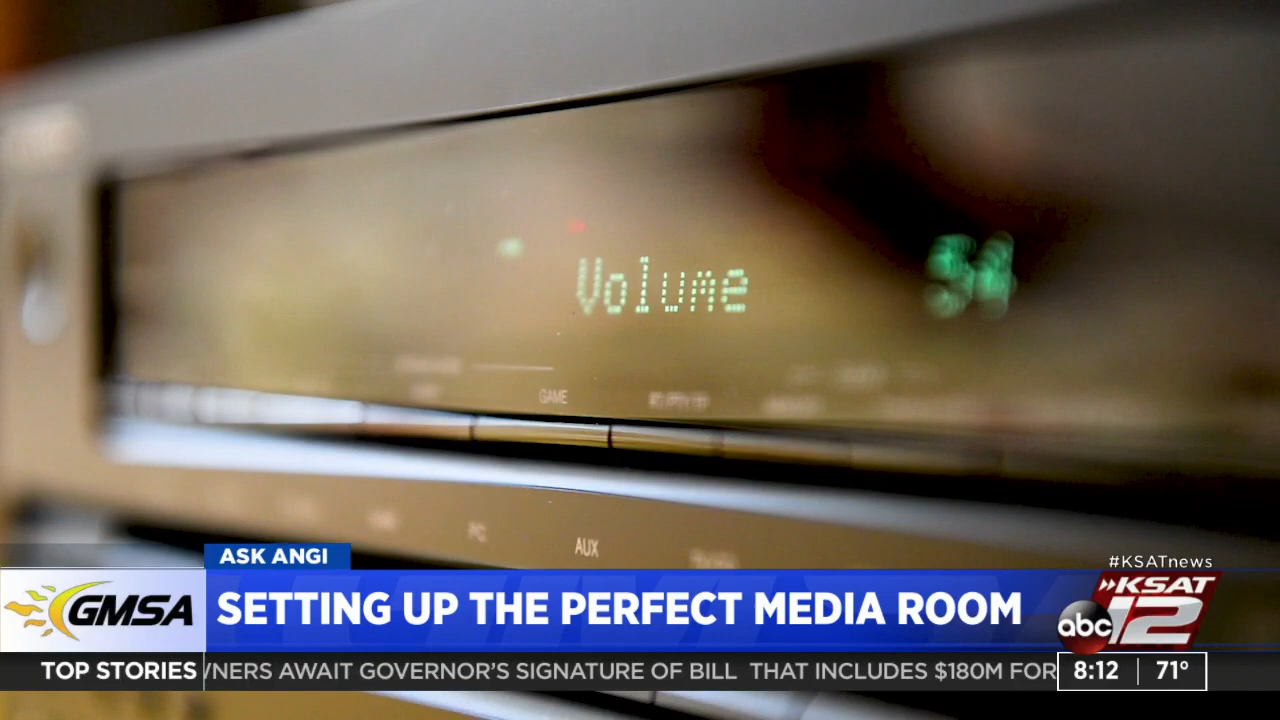 Volume
GAME
PC
AUX
ASK ANGI
#KSATnews
GMSA
SETTING UP THE PERFECT MEDIA ROOM
KSAT
abc 12
TOP STORIES
NERS AWAIT GOVERNOR'S SIGNATURE OF BILL THAT INCLUDES $180M FOR
8:12
71°